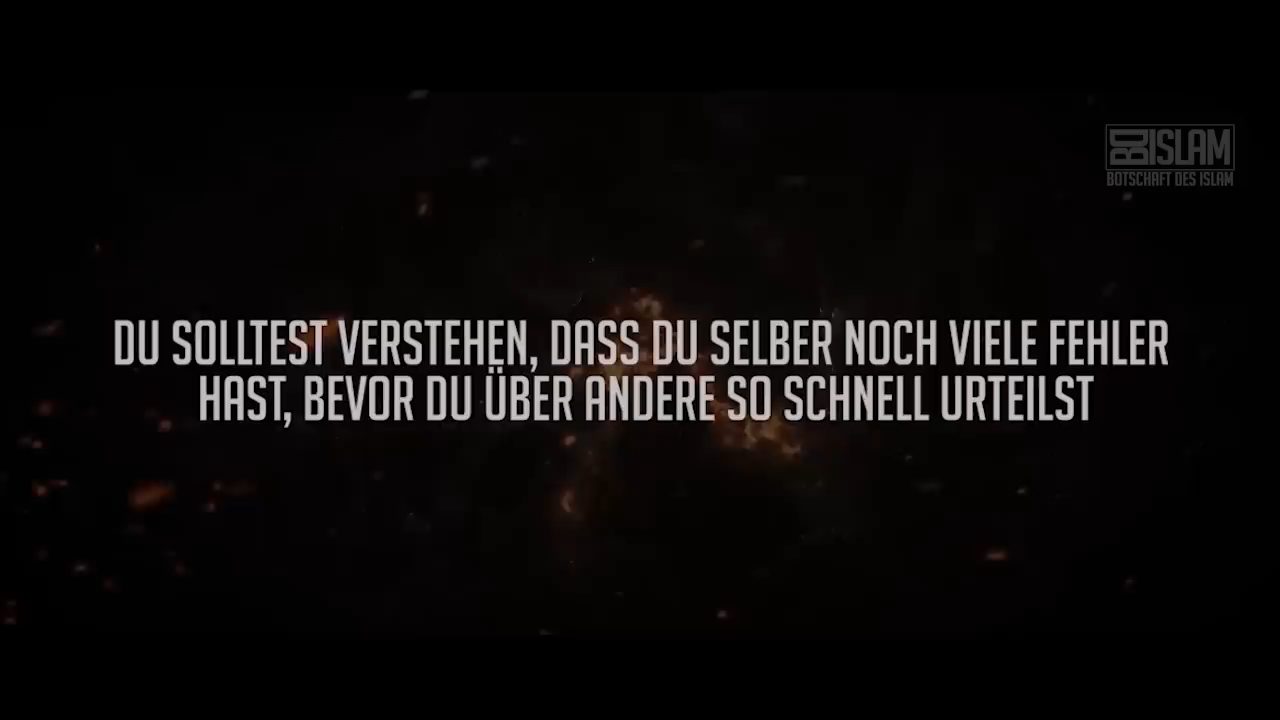 BDISLAM
BOTSCHAFT DES ISLAM
DU SOLLTEST VERSTEHEN, DASS DU SELBER NOCH VIELE FEHLER
HAST, BEVOR DU ÜBER ANDERE SO SCHNELL URTEILST